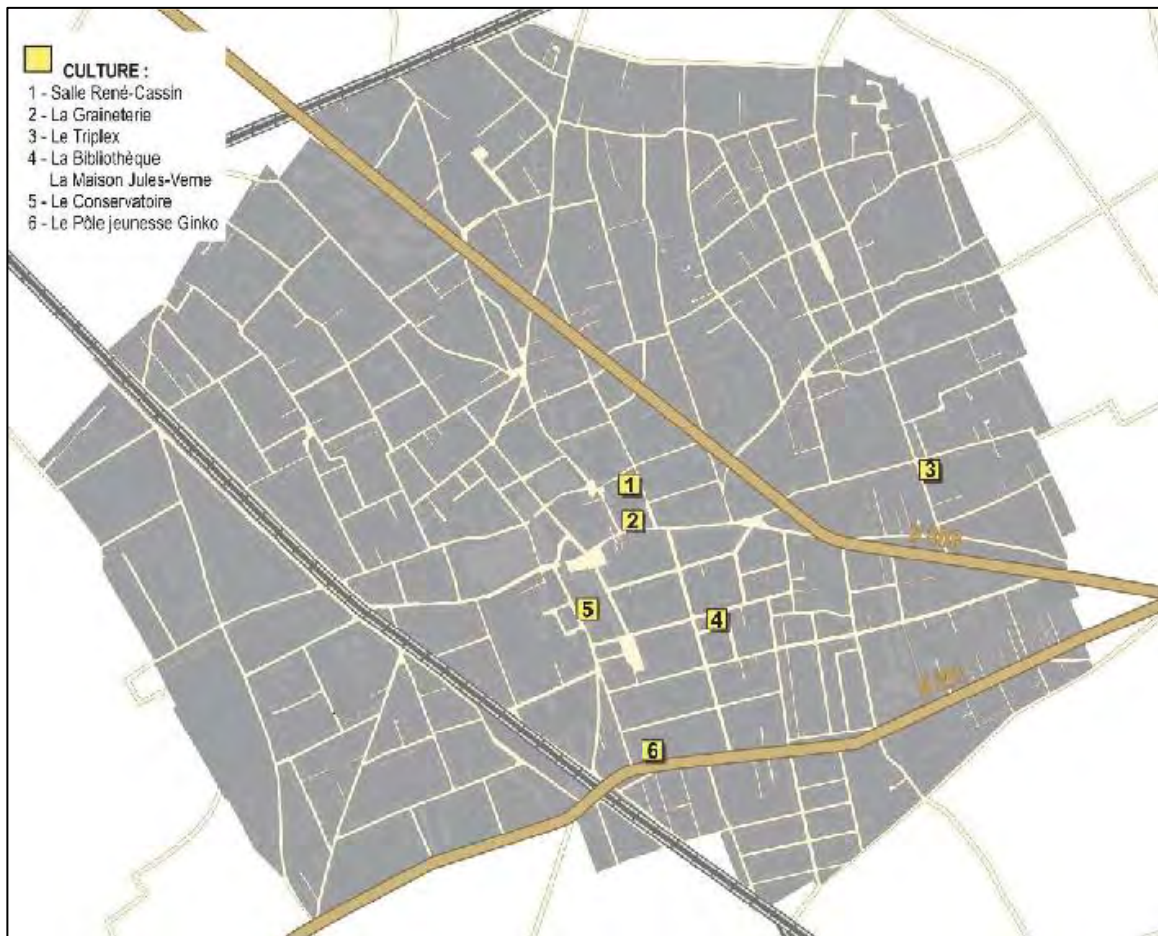 CULTURE :
1 - Salle René-Cassin
2 - La Graineterie
3 - Le Triplex
4 - La Bibliothèque
La Maison Jules-Verne
5 - Le Conservatoire
6 - Le Pôle jeunesse Ginko
1
2
3
5
4
6